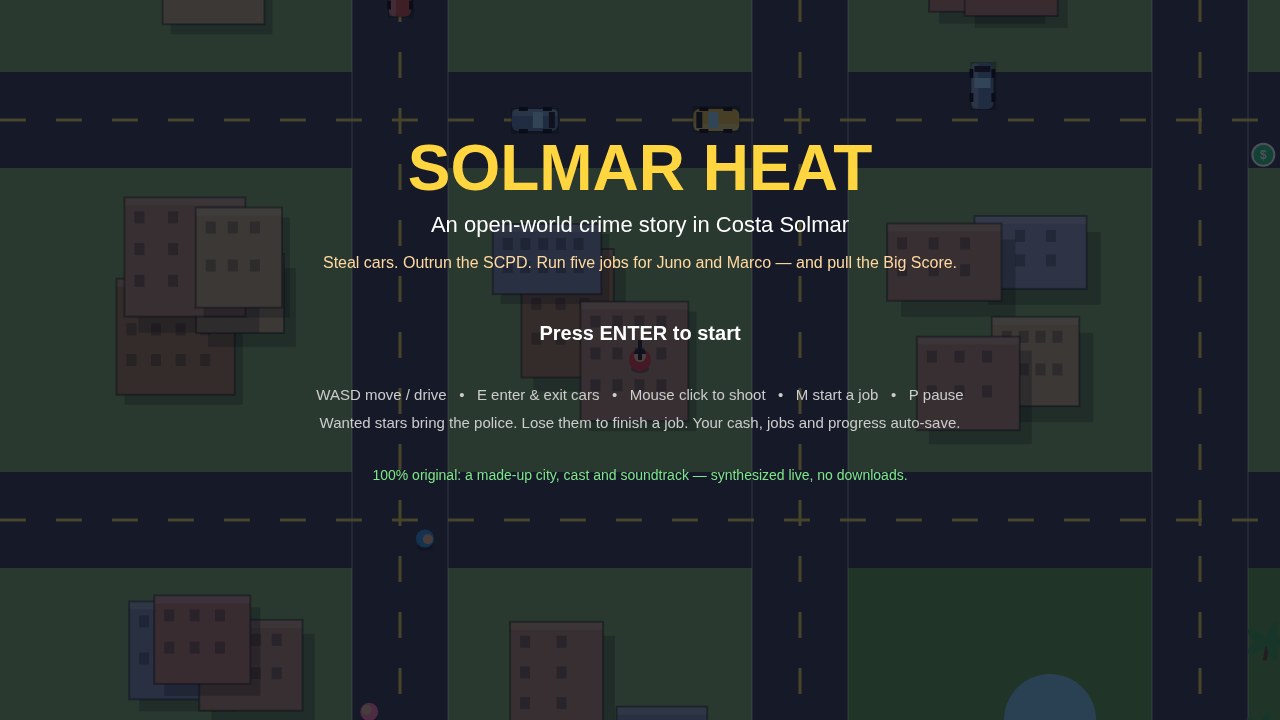 $
SOLMAR HEAT
An open-world crime story in Costa Solmar
Steal cars. Outrun the SCPD. Run five jobs for Juno and Marco — and pull the Big Score.
Press ENTER to start
WASD move / drive • E enter & exit cars • Mouse click to shoot • M start a job • P pause
Wanted stars bring the police. Lose them to finish a job. Your cash, jobs and progress auto-save.
100% original: a made-up city, cast and soundtrack — synthesized live, no downloads.